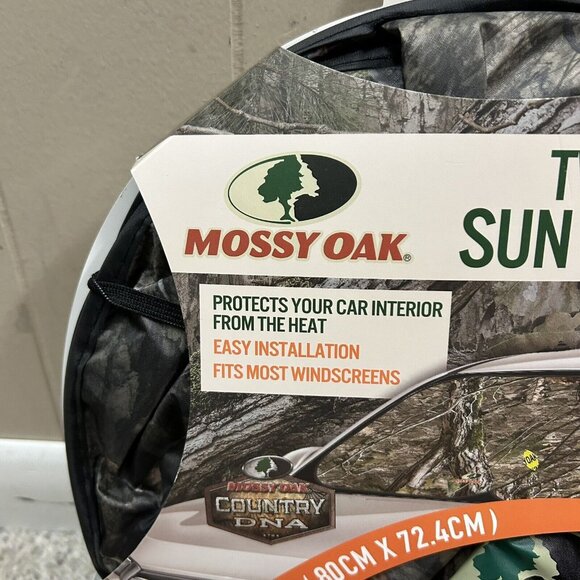 MOSSY OAK®
SUN
PROTECTS YOUR CAR INTERIOR
FROM THE HEAT
EASY INSTALLATION
FITS MOST WINDSCREENS
MOSSY OAK
COUNTRY
DNA
80CM X 72.4CM)